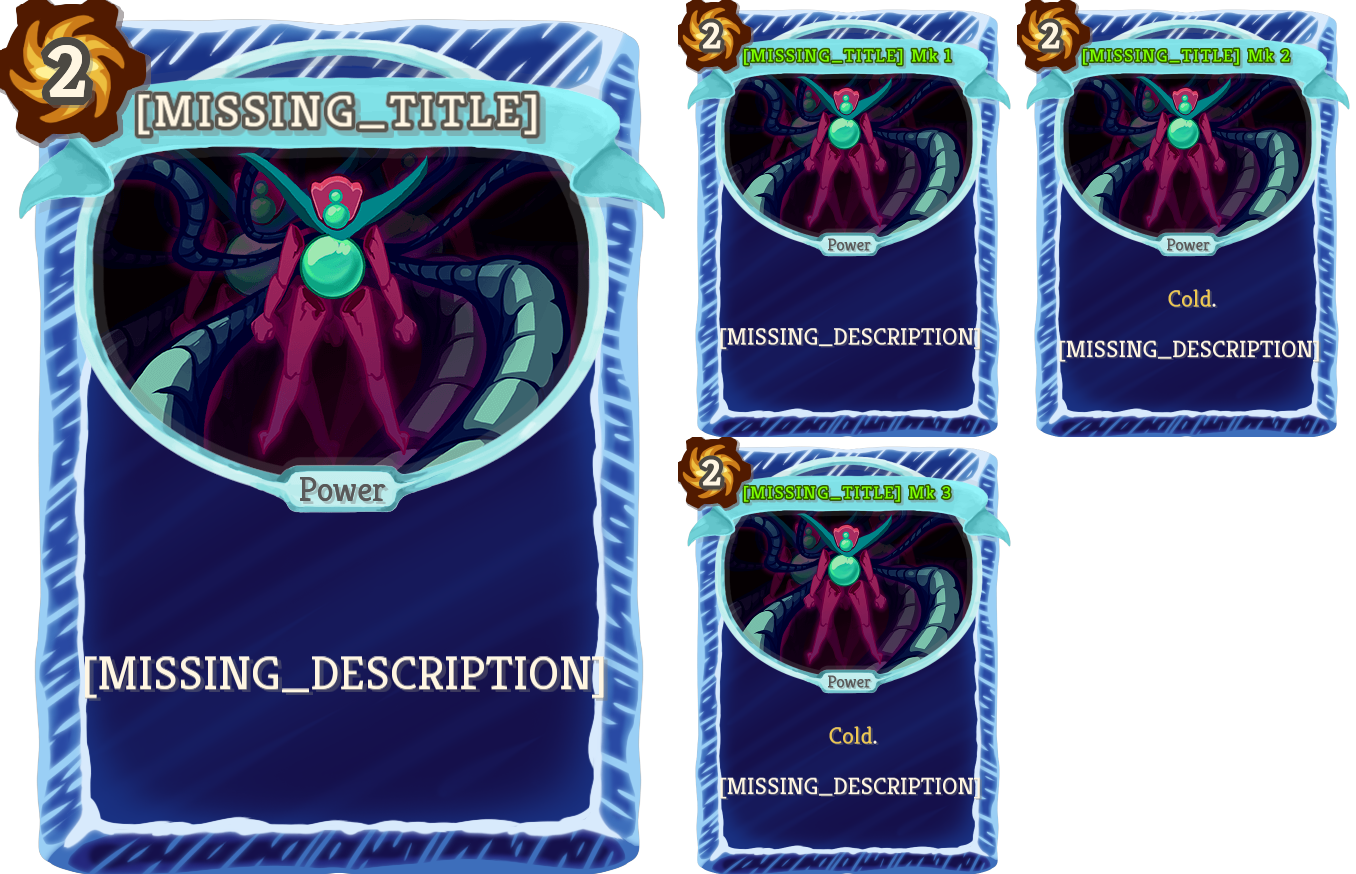 2
[MISSING_TITLE]
Power
[MISSING_DESCRIPTION]
2
[MISSING_TITLE] Mk 1
Power
[MISSING_DESCRIPTION]
2
[MISSING_TITLE] Mk 2
Power
Cold.
[MISSING_DESCRIPTION]
2
[MISSING_TITLE] Mk 3
Power
Cold.
[MISSING_DESCRIPTION]